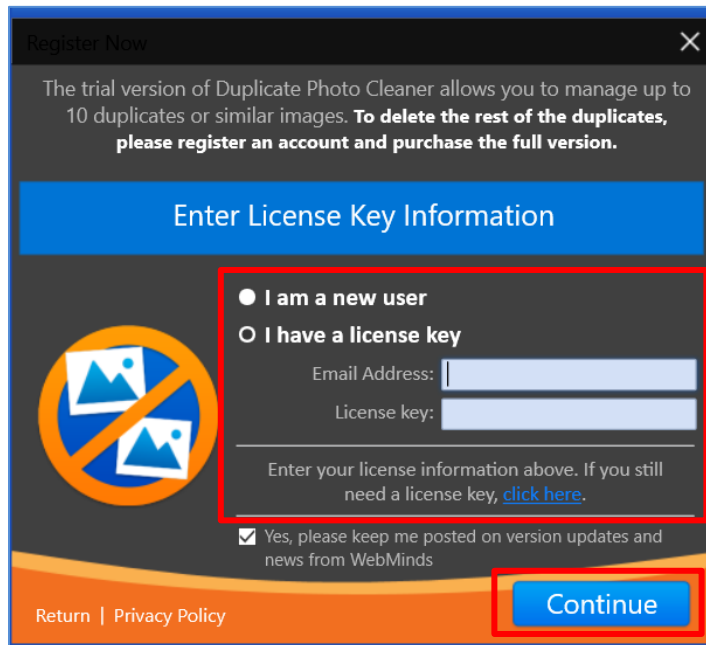 Register Now
The trial version of Duplicate Photo Cleaner allows you to manage up to
10 duplicates or similar images. To delete the rest of the duplicates,
please register an account and purchase the full version.
Enter License Key Information
I am a new user
I have a license key
Email Address:
License key:
Enter your license information above. If you still
need a license key, click here.
Yes, please keep me posted on version updates and
news from WebMinds
Return | Privacy Policy
Continue